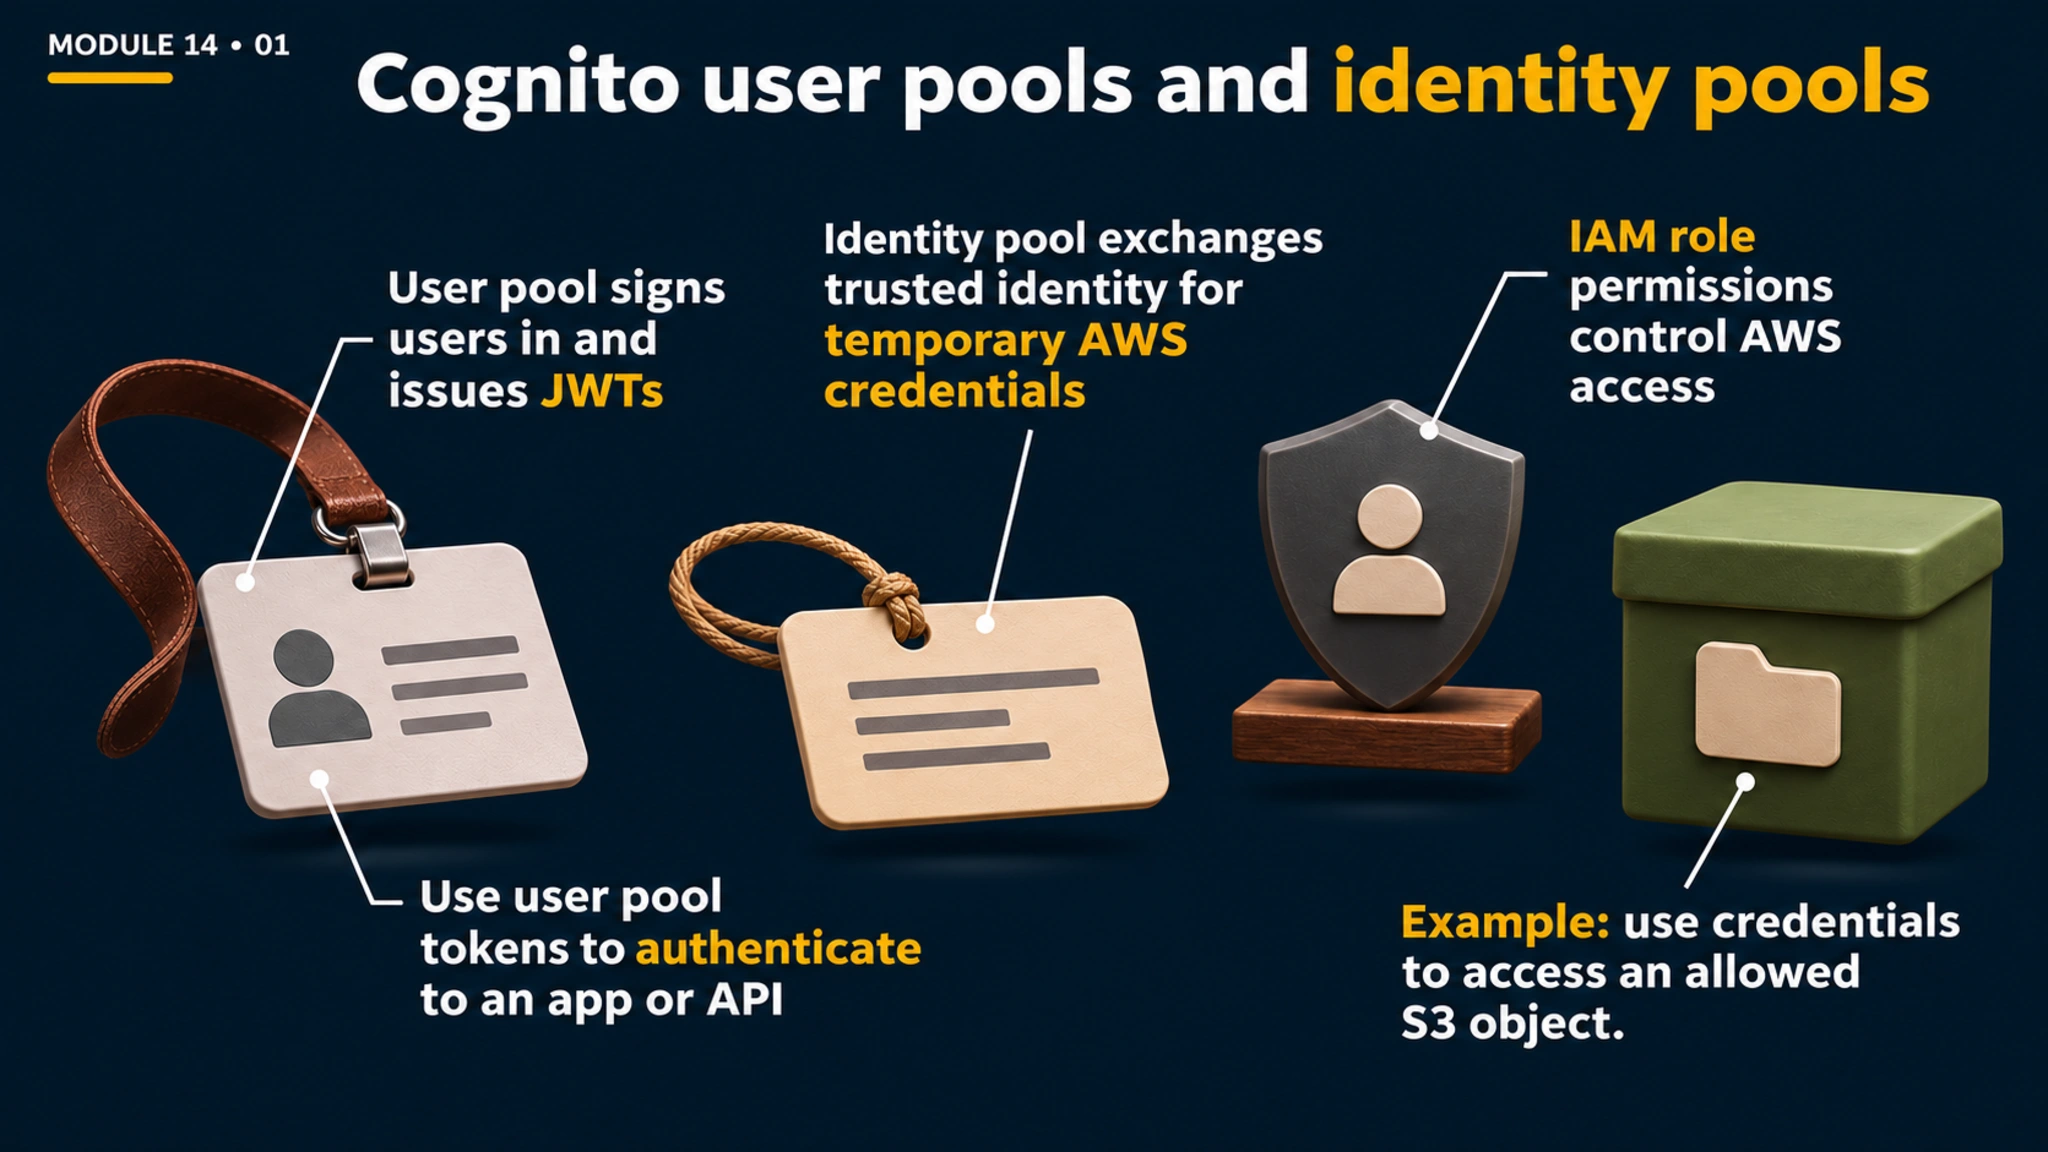 MODULE 14 • 01
Cognito user pools and identity pools
User pool signs
users in and
issues JWTs
Identity pool exchanges
trusted identity for
temporary AWS
credentials
IAM role
permissions
control AWS
access
Use user pool
tokens to authenticate
to an app or API
Example: use credentials
to access an allowed
S3 object.